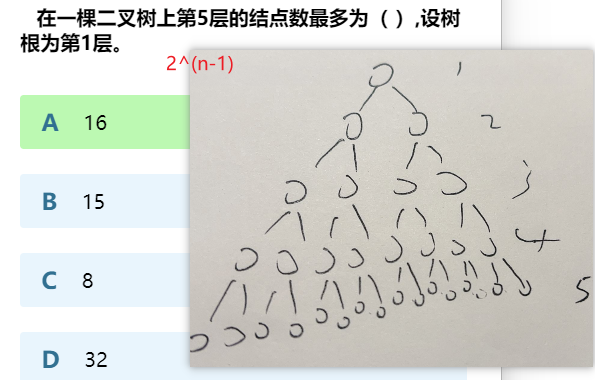 在一棵二叉树上第5层的结点数最多为（ ）,设树
根为第1层。
2^(n-1)
A 16
B 15
C 8
D 32
1
2
3
4
5